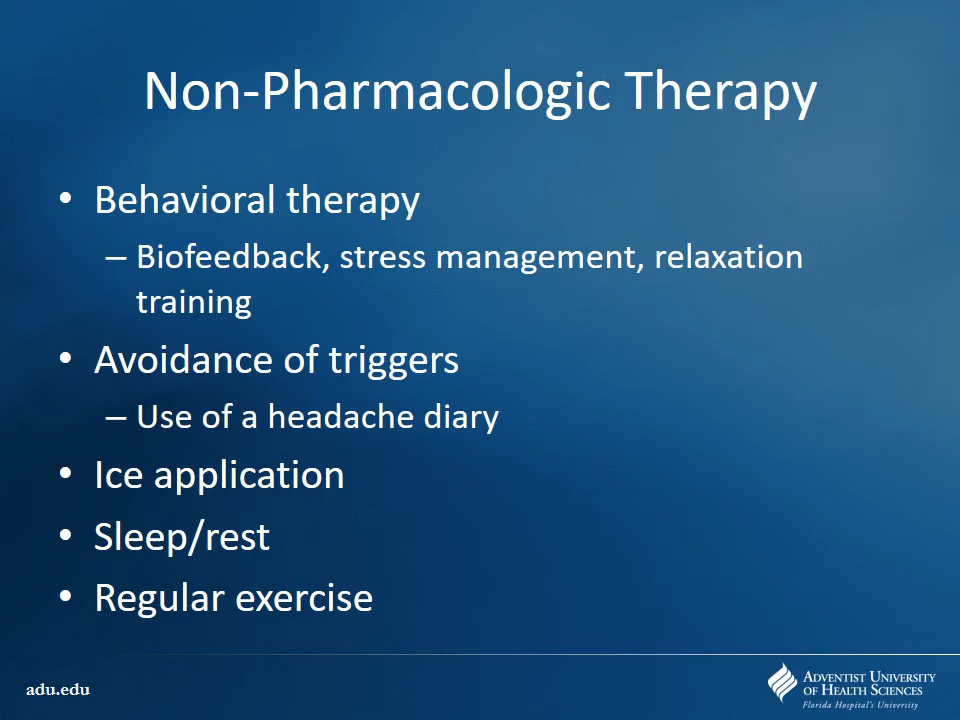 Non-Pharmacologic Therapy
• Behavioral therapy
– Biofeedback, stress management, relaxation
training
• Avoidance of triggers
– Use of a headache diary
• Ice application
• Sleep/rest
• Regular exercise
adu.edu
ADVENTIST UNIVERSITY
OF HEALTH SCIENCES
Florida Hospital's University